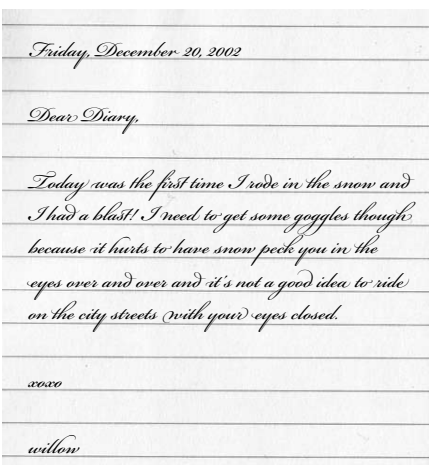 Friday, December 20, 2002
Dear Diary,
Today was the first time I rode in the snow and
I had a blast! I need to get some goggles though
because it hurts to have snow peck you in the
eyes over and over and it's not a good idea to ride
on the city streets with your eyes closed.
xoxo
willow